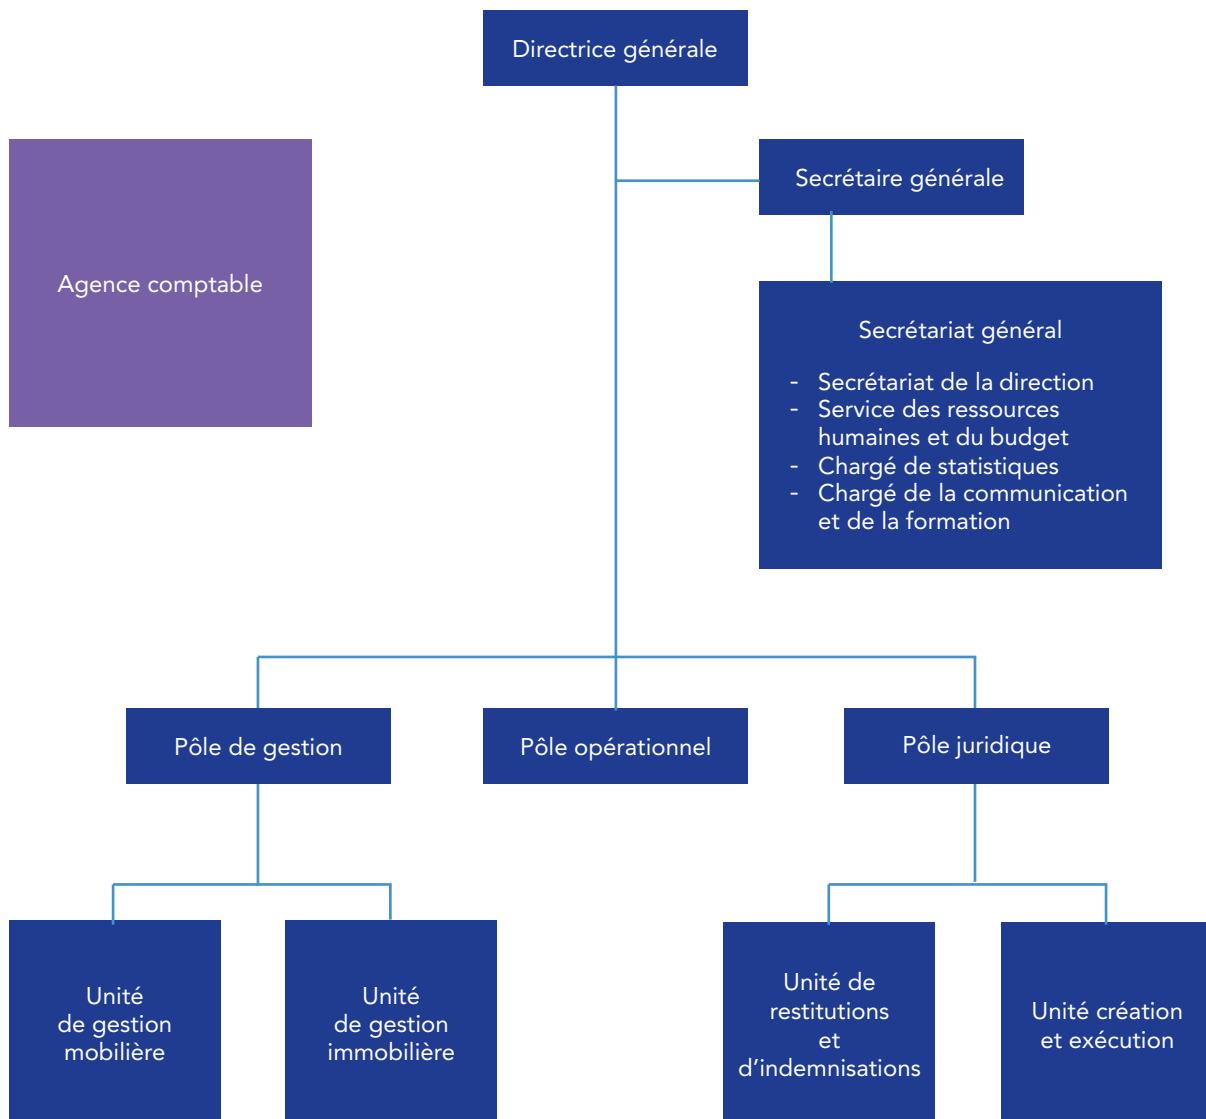 Directrice générale
Secrétaire générale
Agence comptable
Secrétariat général
- Secrétariat de la direction
- Service des ressources
humaines et du budget
- Chargé de statistiques
- Chargé de la communication
et de la formation
Pôle de gestion
Pôle opérationnel
Pôle juridique
Unité
de gestion
mobilière
Unité
de gestion
immobilière
Unité de
restitutions
et
d’indemnisations
Unité création
et exécution